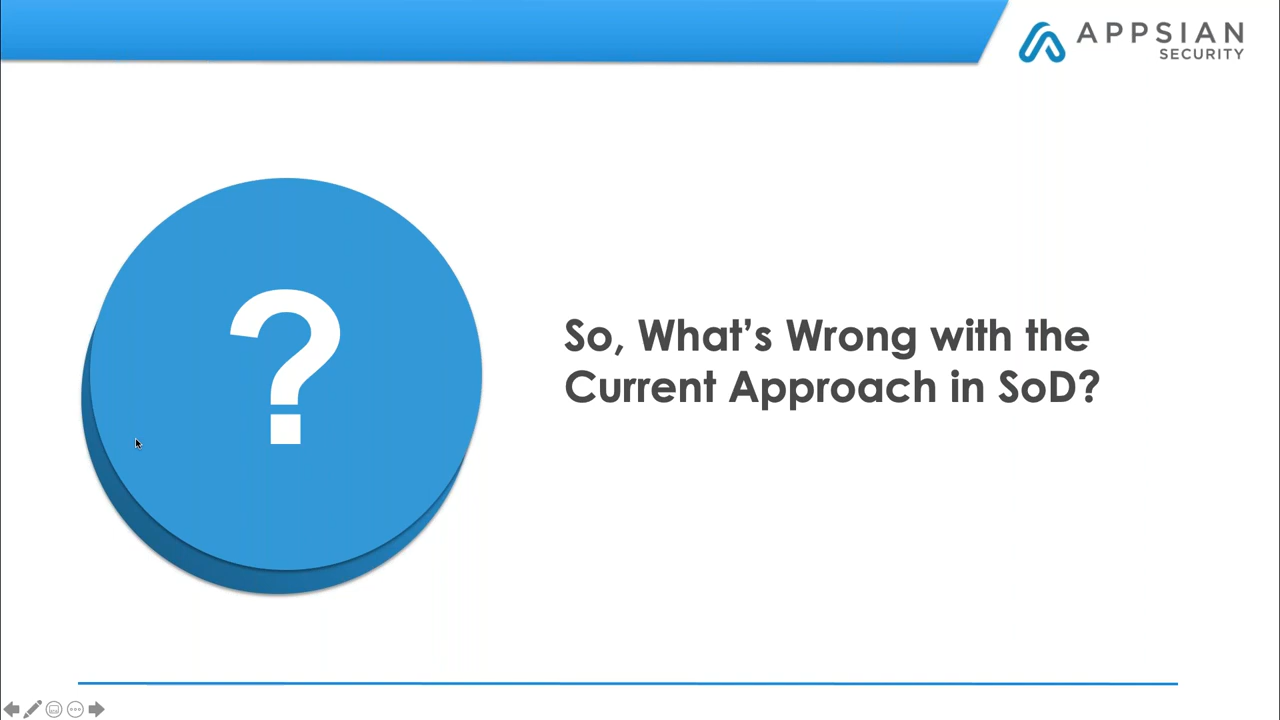 APPSIAN
SECURITY
?
So, What's Wrong with the
Current Approach in SoD?